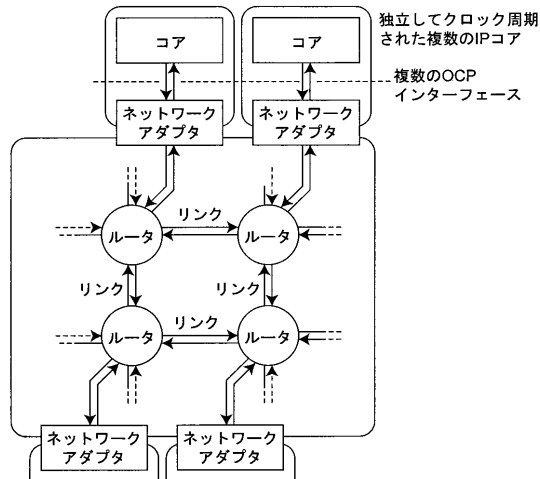 コア
コア
独立してクロック周期
された複数のIPコア
複数のOCP
インターフェース
ネットワーク
アダプタ
ネットワーク
アダプタ
ルータ
リンク
ルータ
リンク
リンク
ルータ
リンク
ルータ
ネットワーク
アダプタ
ネットワーク
アダプタ